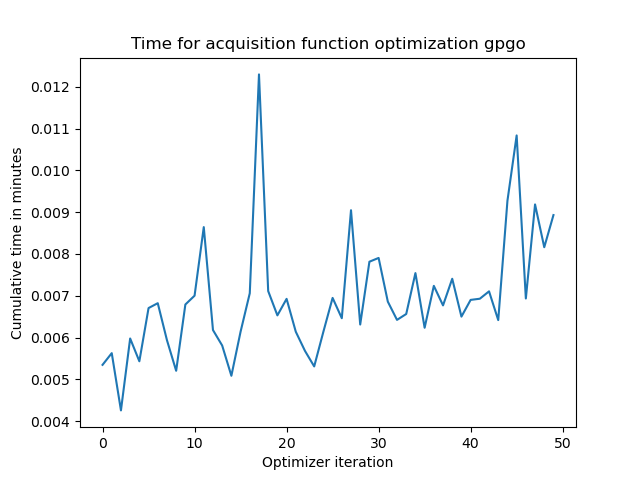 Time for acquisition function optimization gpgo
Cumulative time in minutes
0.012
0.011
0.010
0.009
0.008
0.007
0.006
0.005
0.004
0 10 20 30 40 50
Optimizer iteration